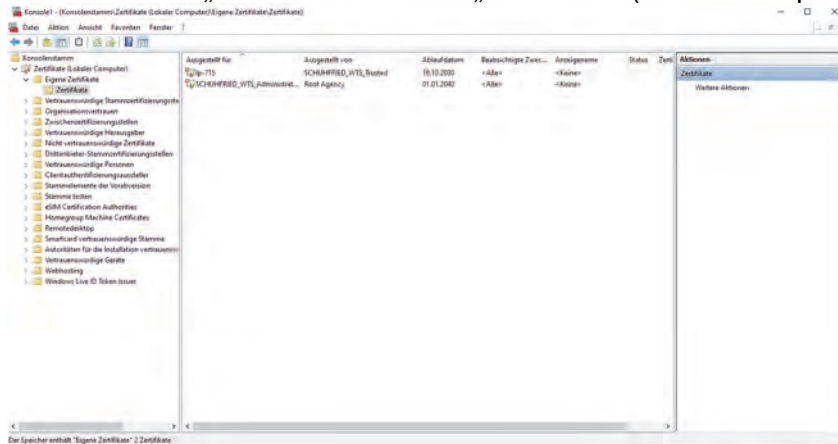 Konsole1 - [Konsolenstamm\Zertifikate (Lokaler Computer)\Eigene Zertifikate\Zertifikate]
Datei Aktion Ansicht Favoriten Fenster ?
Konsolenstamm
Zertifikate (Lokaler Computer)
Eigene Zertifikate
Zertifikate
Vertrauenswürdige Stammzertifizierungsste
Organisationsvertrauen
Zwischenzertifizierungsstellen
Vertrauenswürdige Herausgeber
Nicht vertrauenswürdige Zertifikate
Drittanbieter-Stammzertifizierungsstellen
Vertrauenswürdige Personen
Clientauthentifizierungsaussteller
Stammelemente der Vorabversion
Stämme testen
eSIM Certification Authorities
Homegroup Machine Certificates
Remotedesktop
Smartcard vertrauenswürdige Stämme
Autoritäten für die Installation vertrauensw
Vertrauenswürdige Geräte
Webhosting
Windows Live ID Token Issuer
Ausgestellt für Ausgestellt von Ablaufdatum Beabsichtigte Zwec... Anzeigename Status Zerti
SCHUHFRIED_WTS_Trusted <Alle> <Keine>
SCHUHFRIED_WTS_Administrat... Root Agency 01.01.2040 <Alle> <Keine>
Aktionen
Zertifikate
Weitere Aktionen
Der Speicher enthält "Eigene Zertifikate" 2 Zertifikate